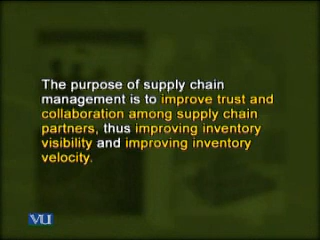 The purpose of supply chain
management is to improve trust and
collaboration among supply chain
partners, thus improving inventory
visibility and improving inventory
velocity.
VU